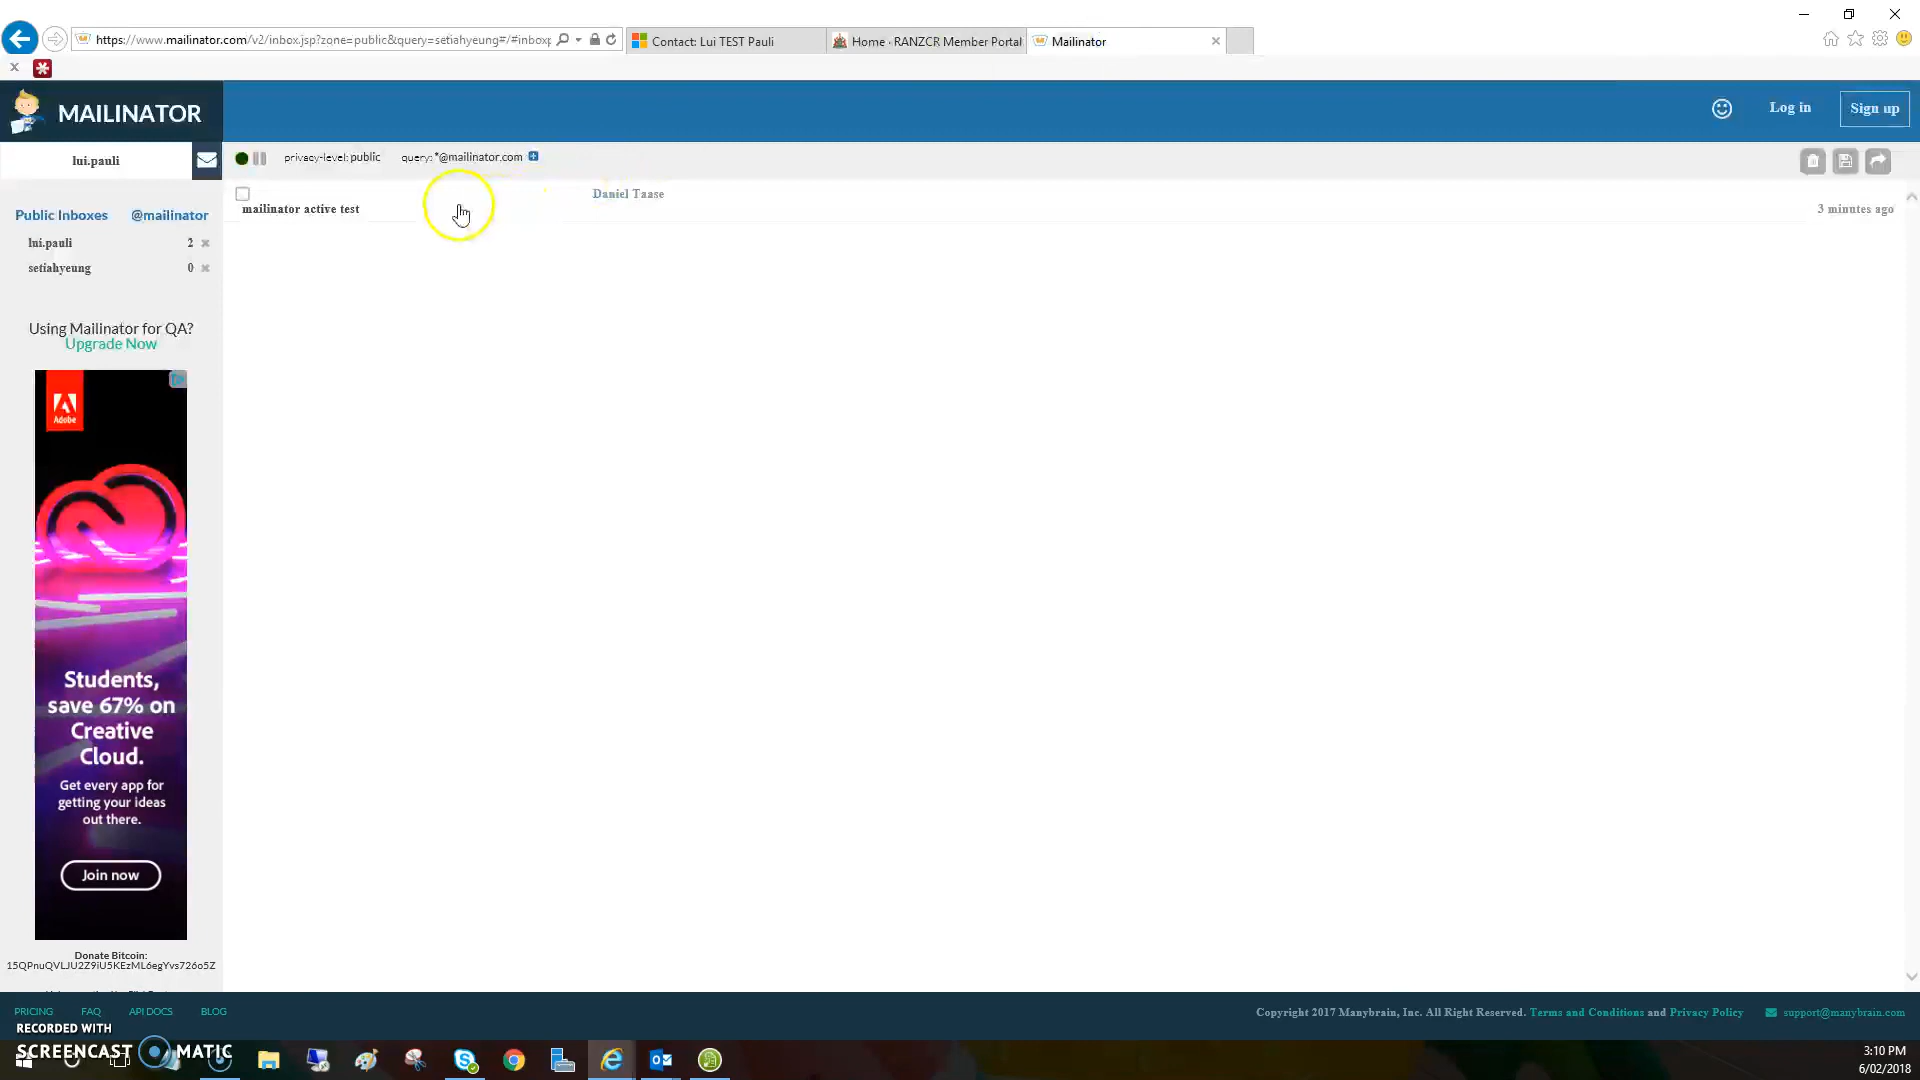 https://www.mailinator.com/v2/inbox.jsp?zone=public&query=setiahyeung#/#inboxp
Contact: Lui TEST Pauli
Home - RANZCR Member Portal
Mailinator
MAILINATOR
Log in
Sign up
lui.pauli
privacy-level: public
query: *@mailinator.com
Daniel Taase
mailinator active test
3 minutes ago
Public Inboxes
@mailinator
lui.pauli 2
setiahyeung 0
Using Mailinator for QA?
Upgrade Now
Adobe
Students,
save 67% on
Creative
Cloud.
Get every app for
getting your ideas
out there.
Join now
Donate Bitcoin:
15QPnuQVLJU2Z9iU5KEzML6egYvs726o5Z
PRICING FAQ API DOCS BLOG
Copyright 2017 Manybrain, Inc. All Right Reserved. Terms and Conditions and Privacy Policy
support@manybrain.com
RECORDED WITH
SCREENCAST MATIC
3:10 PM
6/02/2018